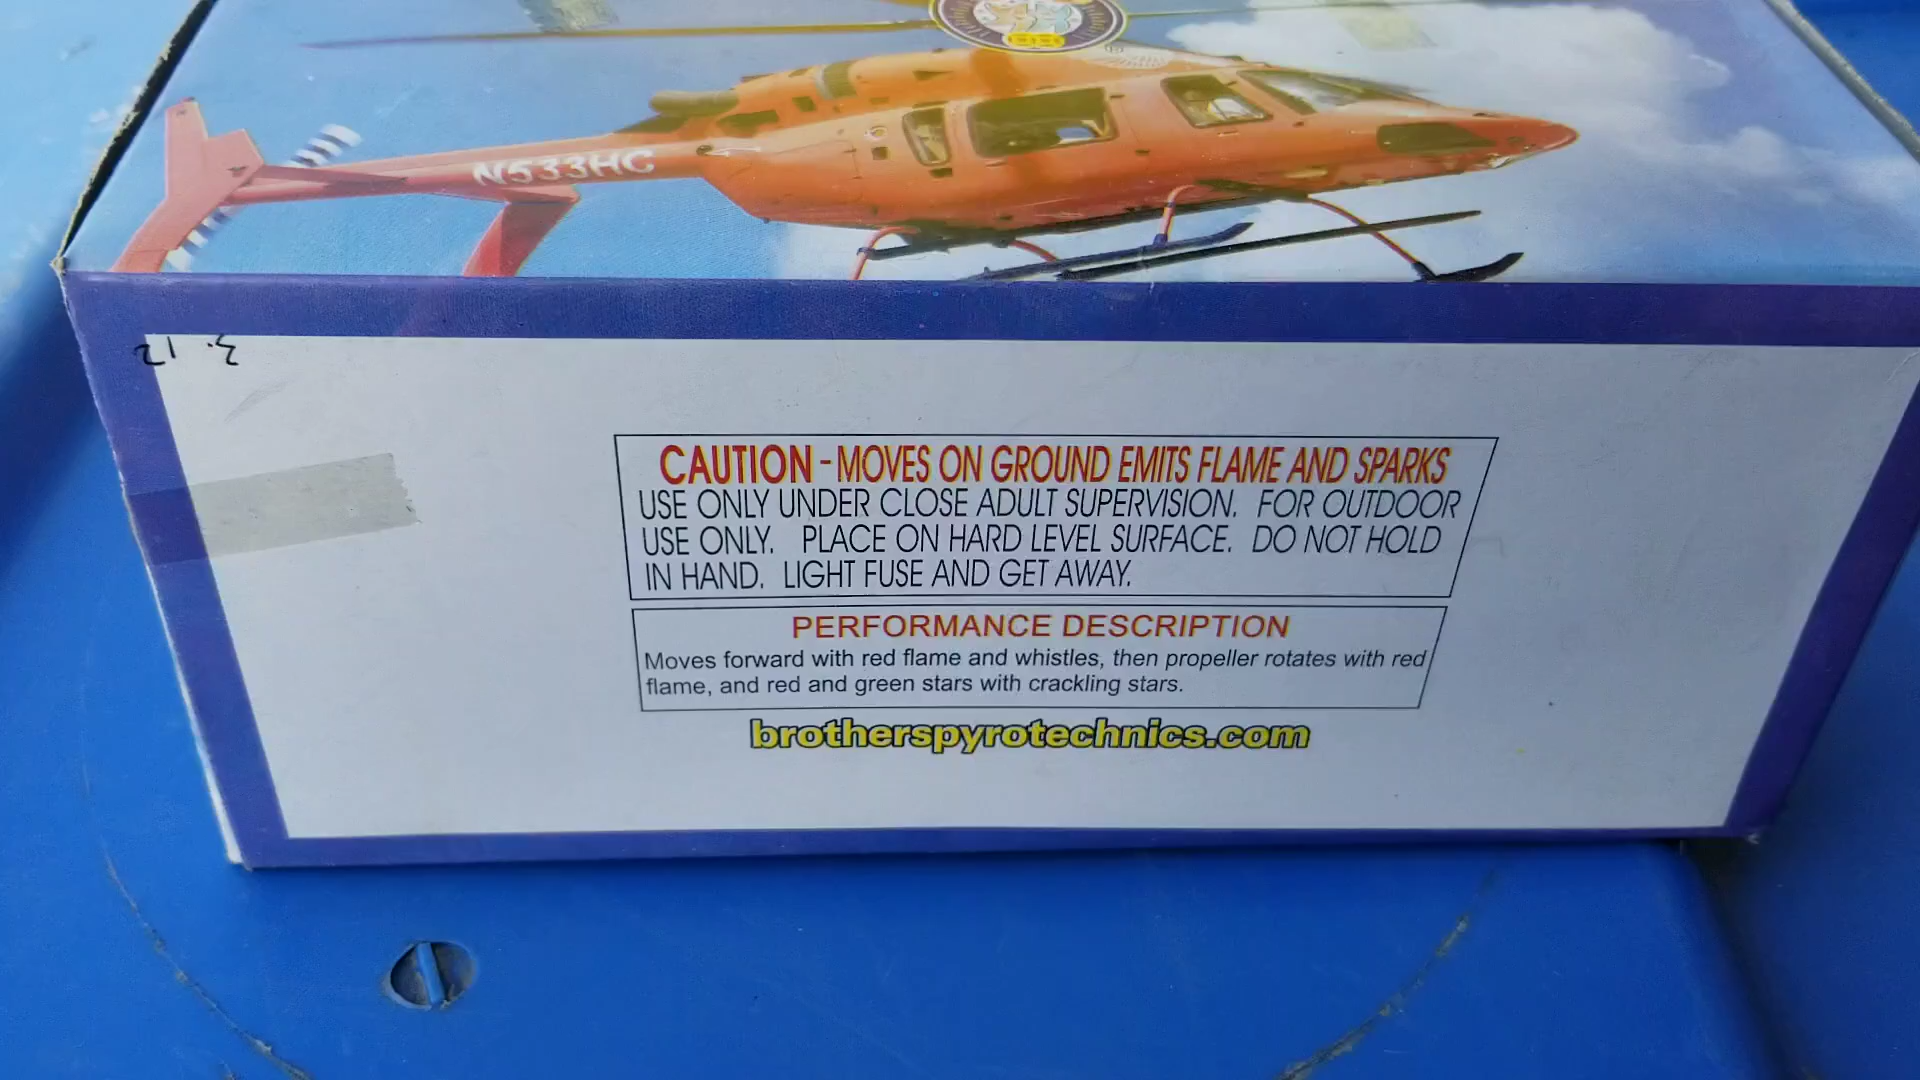 N533HC
3. 12
CAUTION - MOVES ON GROUND EMITS FLAME AND SPARKS
USE ONLY UNDER CLOSE ADULT SUPERVISION. FOR OUTDOOR
USE ONLY. PLACE ON HARD LEVEL SURFACE. DO NOT HOLD
IN HAND. LIGHT FUSE AND GET AWAY.
PERFORMANCE DESCRIPTION
Moves forward with red flame and whistles, then propeller rotates with red
flame, and red and green stars with crackling stars.
brotherspyrotechnics.com